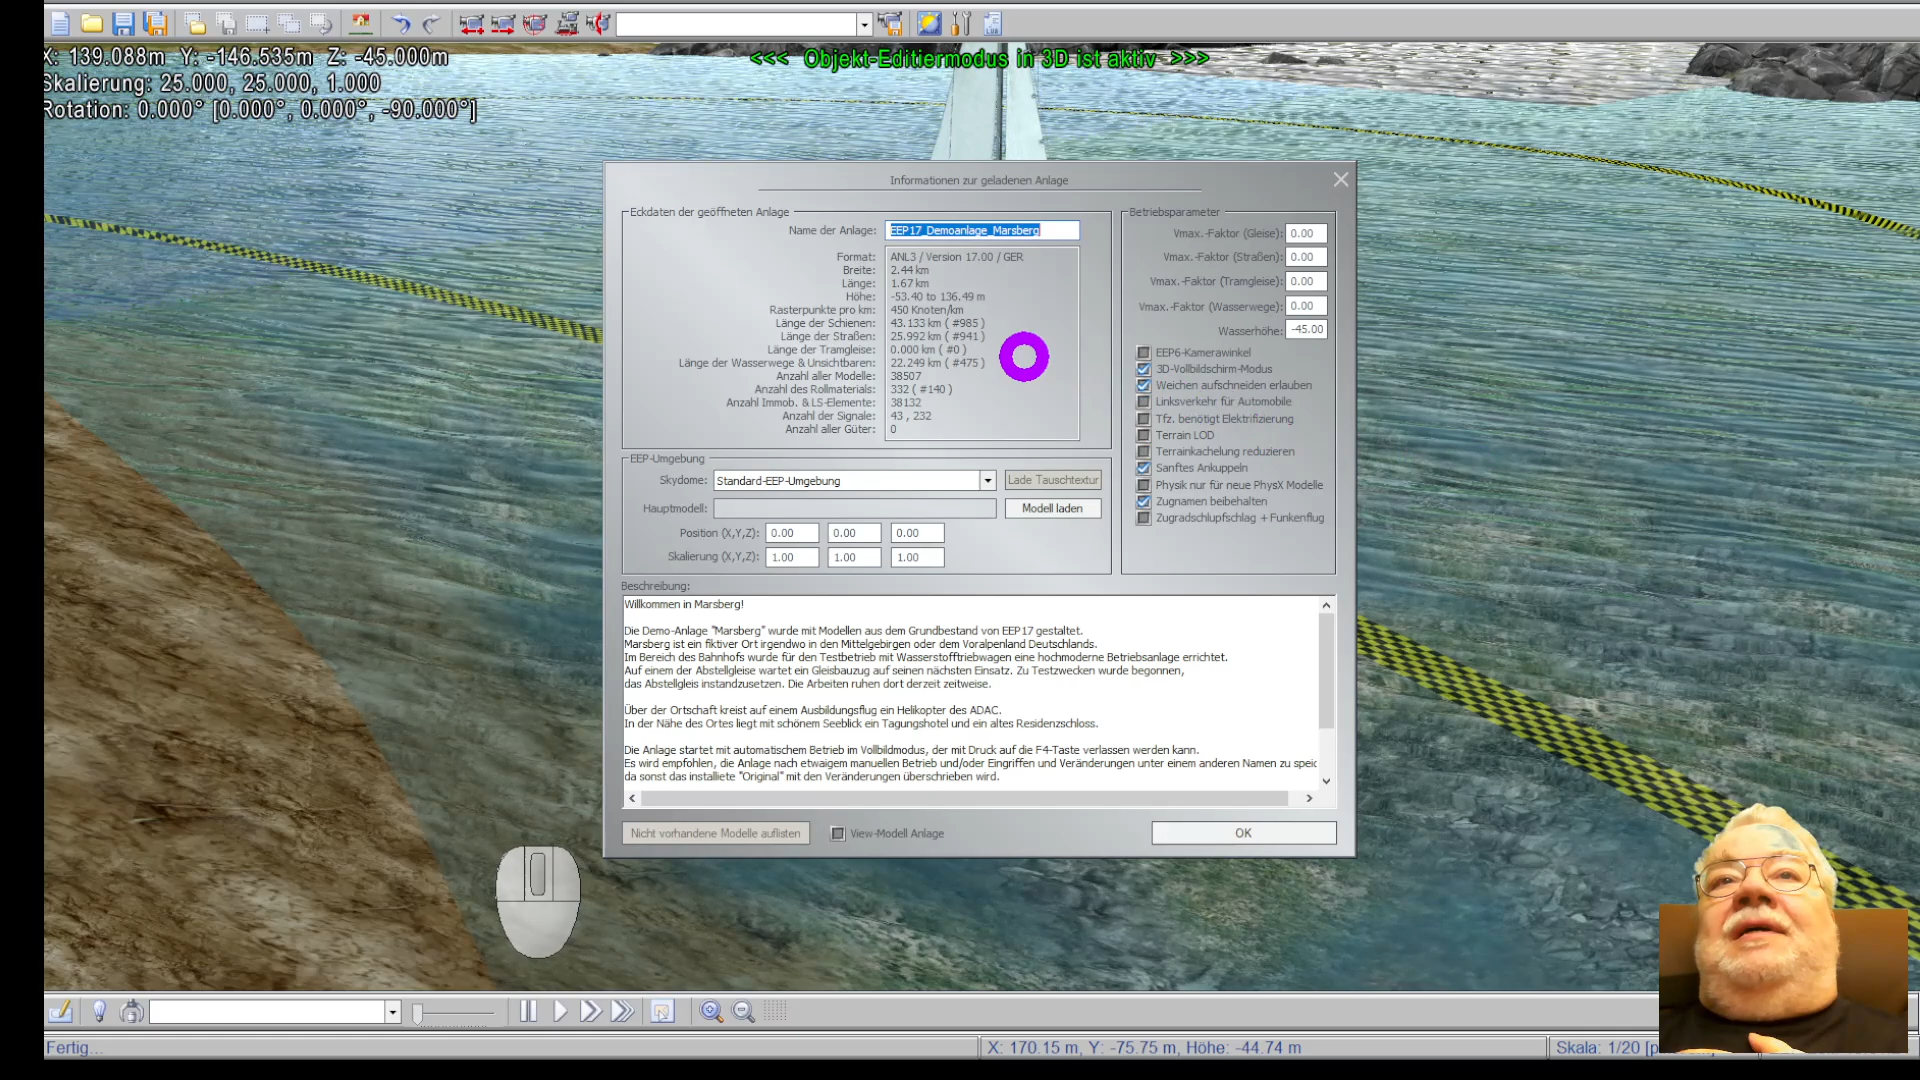 X: 139.088m Y: -146.535m Z: -45.000m
<<< Objekt-Editiermodus in 3D ist aktiv >>>
Skalierung: 25.000, 25.000, 1.000
Rotation: 0.000° [0.000°, 0.000°, -90.000°]
Informationen zur geladenen Anlage
Eckdaten der geöffneten Anlage
Name der Anlage: EEP17_Demoanlage_Marsberg
Format: ANL3 / Version 17.00 / GER
Breite: 2.44 km
Länge: 1.67 km
Höhe: -53.40 to 136.49 m
Rasterpunkte pro km: 450 Knoten/km
Länge der Schienen: 43.133 km ( #985 )
Länge der Straßen: 25.992 km ( #941 )
Länge der Tramgleise: 0.000 km ( #0 )
Länge der Wasserwege & Unsichtbaren: 22.249 km ( #475 )
Anzahl aller Modelle: 38507
Anzahl des Rollmaterials: 332 ( #140 )
Anzahl Immob. & LS-Elemente: 38132
Anzahl der Signale: 43 , 232
Anzahl aller Güter: 0
Betriebsparameter
Vmax.-Faktor (Gleise): 0.00
Vmax.-Faktor (Straßen): 0.00
Vmax.-Faktor (Tramgleise): 0.00
Vmax.-Faktor (Wasserwege): 0.00
Wasserhöhe: -45.00
EEP6-Kamerawinkel
3D-Vollbildschirm-Modus
Weichen aufschneiden erlauben
Linksverkehr für Automobile
Tfz. benötigt Elektrifizierung
Terrain LOD
Terrainkachelung reduzieren
Sanftes Ankuppeln
Physik nur für neue PhysX Modelle
Zugnamen beibehalten
Zugradschlupfschlag + Funkenflug
EEP-Umgebung
Skydome: Standard-EEP-Umgebung Lade Tauschtextur
Hauptmodell: Modell laden
Position (X,Y,Z): 0.00 0.00 0.00
Skalierung (X,Y,Z): 1.00 1.00 1.00
Beschreibung:
Willkommen in Marsberg!
Die Demo-Anlage "Marsberg" wurde mit Modellen aus dem Grundbestand von EEP17 gestaltet.
Marsberg ist ein fiktiver Ort irgendwo in den Mittelgebirgen oder dem Voralpenland Deutschlands.
Im Bereich des Bahnhofs wurde für den Testbetrieb mit Wasserstofftriebwagen eine hochmoderne Betriebsanlage errichtet.
Auf einem der Abstellgleise wartet ein Gleisbauzug auf seinen nächsten Einsatz. Zu Testzwecken wurde begonnen,
das Abstellgleis instandzusetzen. Die Arbeiten ruhen dort derzeit zeitweise.
Über der Ortschaft kreist auf einem Ausbildungsflug ein Helikopter des ADAC.
In der Nähe des Ortes liegt mit schönem Seeblick ein Tagungshotel und ein altes Residenzschloss.
Die Anlage startet mit automatischem Betrieb im Vollbildmodus, der mit Druck auf die F4-Taste verlassen werden kann.
Es wird empfohlen, die Anlage nach etwaigem manuellen Betrieb und/oder Eingriffen und Veränderungen unter einem anderen Namen zu speic
da sonst das installiete "Original" mit den Veränderungen überschrieben wird.
Nicht vorhandene Modelle auflisten
View-Modell Anlage
OK
Fertig...
X: 170.15 m, Y: -75.75 m, Höhe: -44.74 m
Skala: 1/20 [p